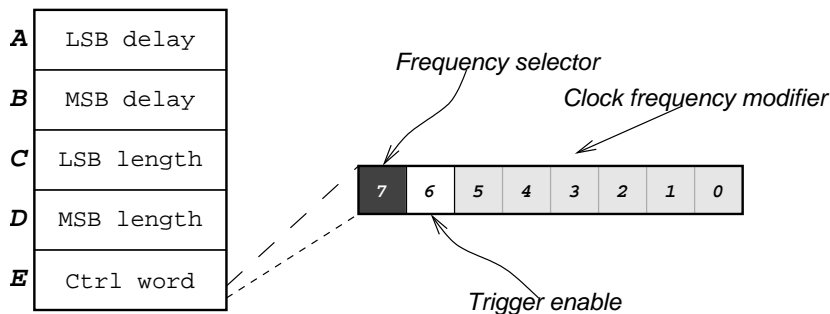 A LSB delay
B MSB delay
C LSB length
D MSB length
E Ctrl word
Frequency selector
Clock frequency modifier
7 6 5 4 3 2 1 0
Trigger enable